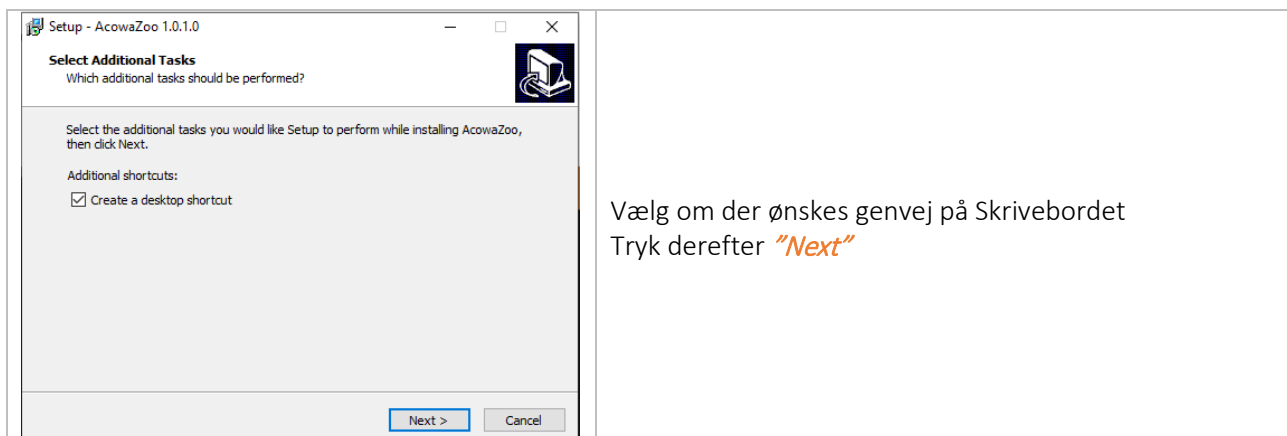 Setup - AcowaZoo 1.0.1.0
Select Additional Tasks
Which additional tasks should be performed?
Select the additional tasks you would like Setup to perform while installing AcowaZoo,
then click Next.
Additional shortcuts:
Create a desktop shortcut
Next >
Cancel
Vælg om der ønskes genvej på Skrivebordet
Tryk derefter ”Next”